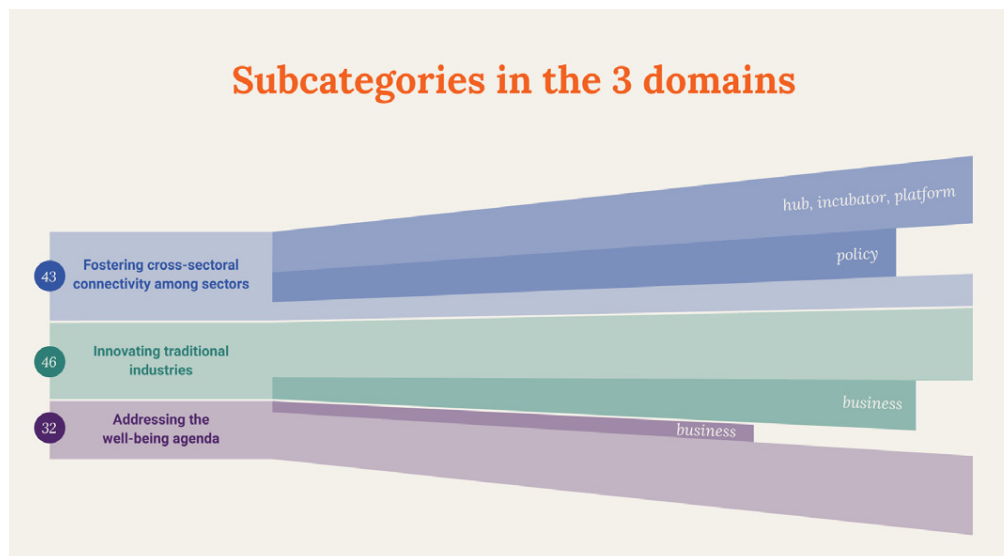 Subcategories in the 3 domains
hub, incubator, platform
policy
43
Fostering cross-sectoral
connectivity among sectors
46
Innovating traditional
industries
business
32
Addressing the
well-being agenda
business